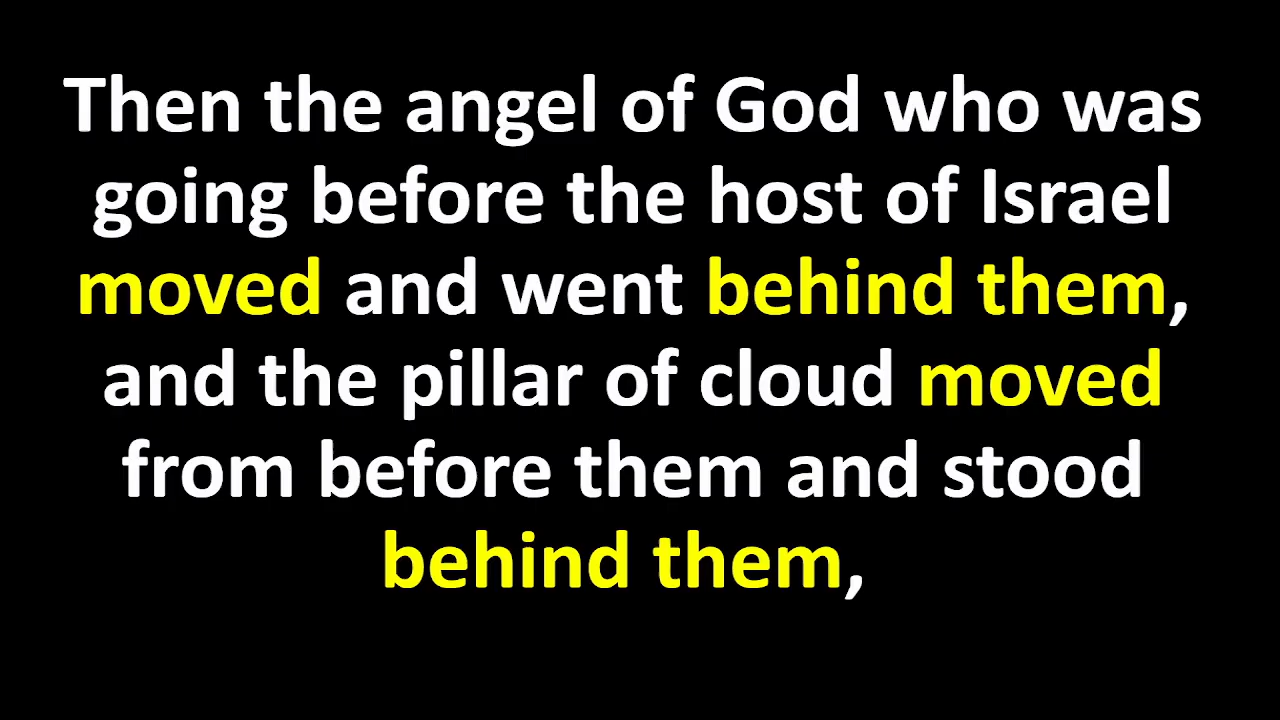 Then the angel of God who was
going before the host of Israel
moved and went behind them,
and the pillar of cloud moved
from before them and stood
behind them,